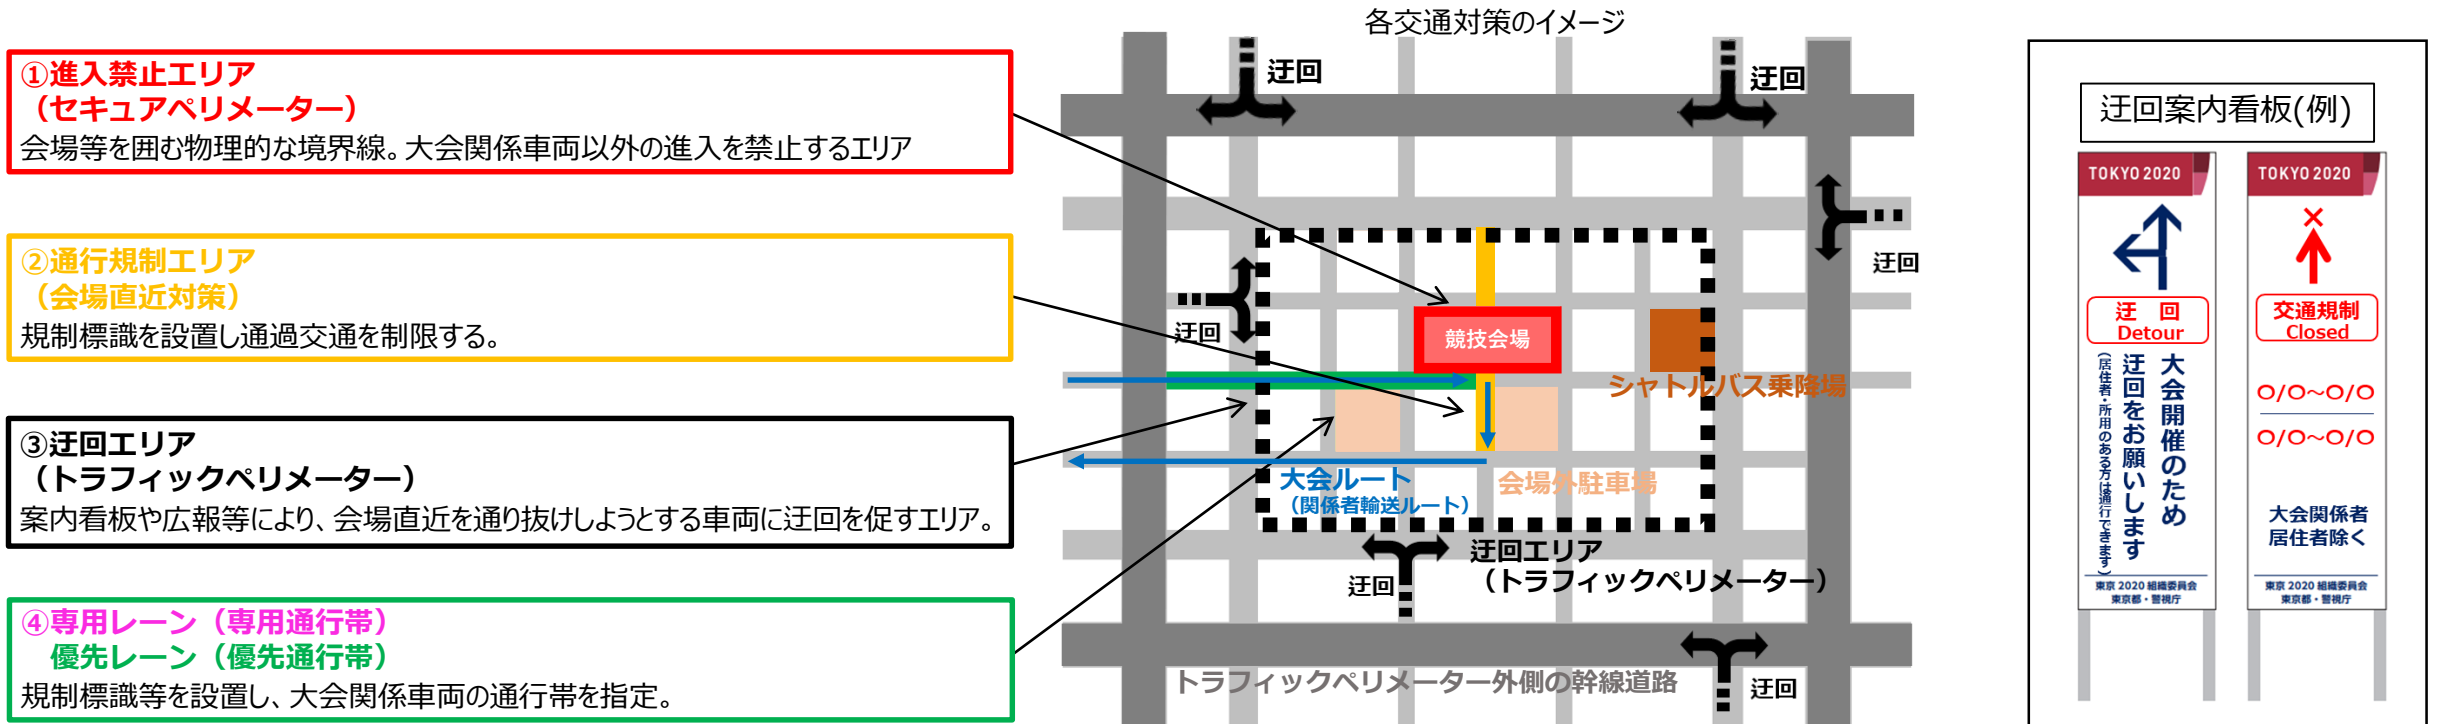 各交通対策のイメージ
①進入禁止エリア
（セキュアペリメーター）
会場等を囲む物理的な境界線。大会関係車両以外の進入を禁止するエリア
②通行規制エリア
（会場直近対策）
規制標識を設置し通過交通を制限する。
③迂回エリア
（トラフィックペリメーター）
案内看板や広報等により、会場直近を通り抜けしようとする車両に迂回を促すエリア。
④専用レーン（専用通行帯）
優先レーン（優先通行帯）
規制標識等を設置し、大会関係車両の通行帯を指定。
迂回
迂回
迂回
迂回
競技会場
シャトルバス乗降場
大会ルート
（関係者輸送ルート）
会場外駐車場
迂回エリア
（トラフィックペリメーター）
迂回
トラフィックペリメーター外側の幹線道路
迂回
迂回案内看板(例)
TOKYO 2020
迂　回
Detour
大会開催のため
迂回をお願いします
（居住者・所用のある方は通行できます）
東京 2020 組織委員会
東京都・警視庁
TOKYO 2020
×
交通規制
Closed
○/○～○/○
○/○～○/○
大会関係者
居住者除く
東京 2020 組織委員会
東京都・警視庁